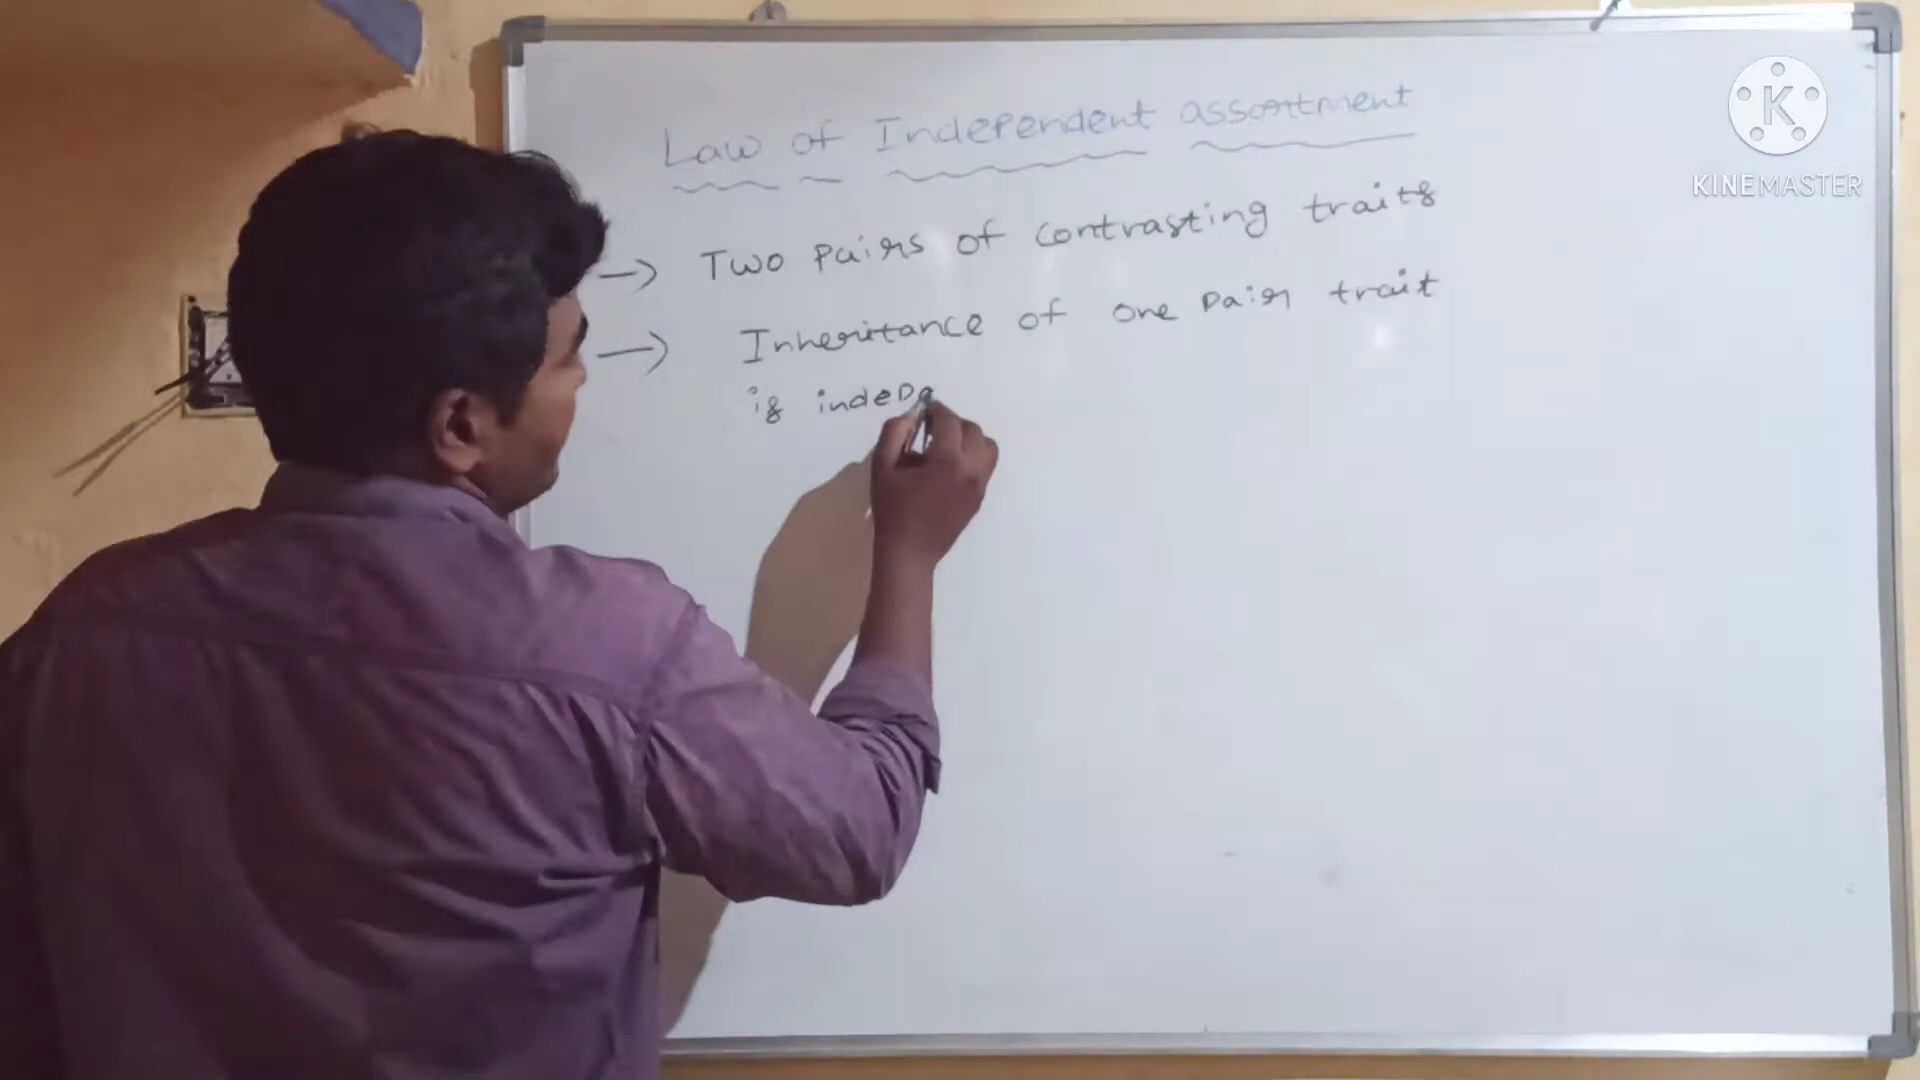 Law of Independent assortment
→ Two pairs of contrasting traits
→ Inheritance of one pair trait
is indepe
KINEMASTER